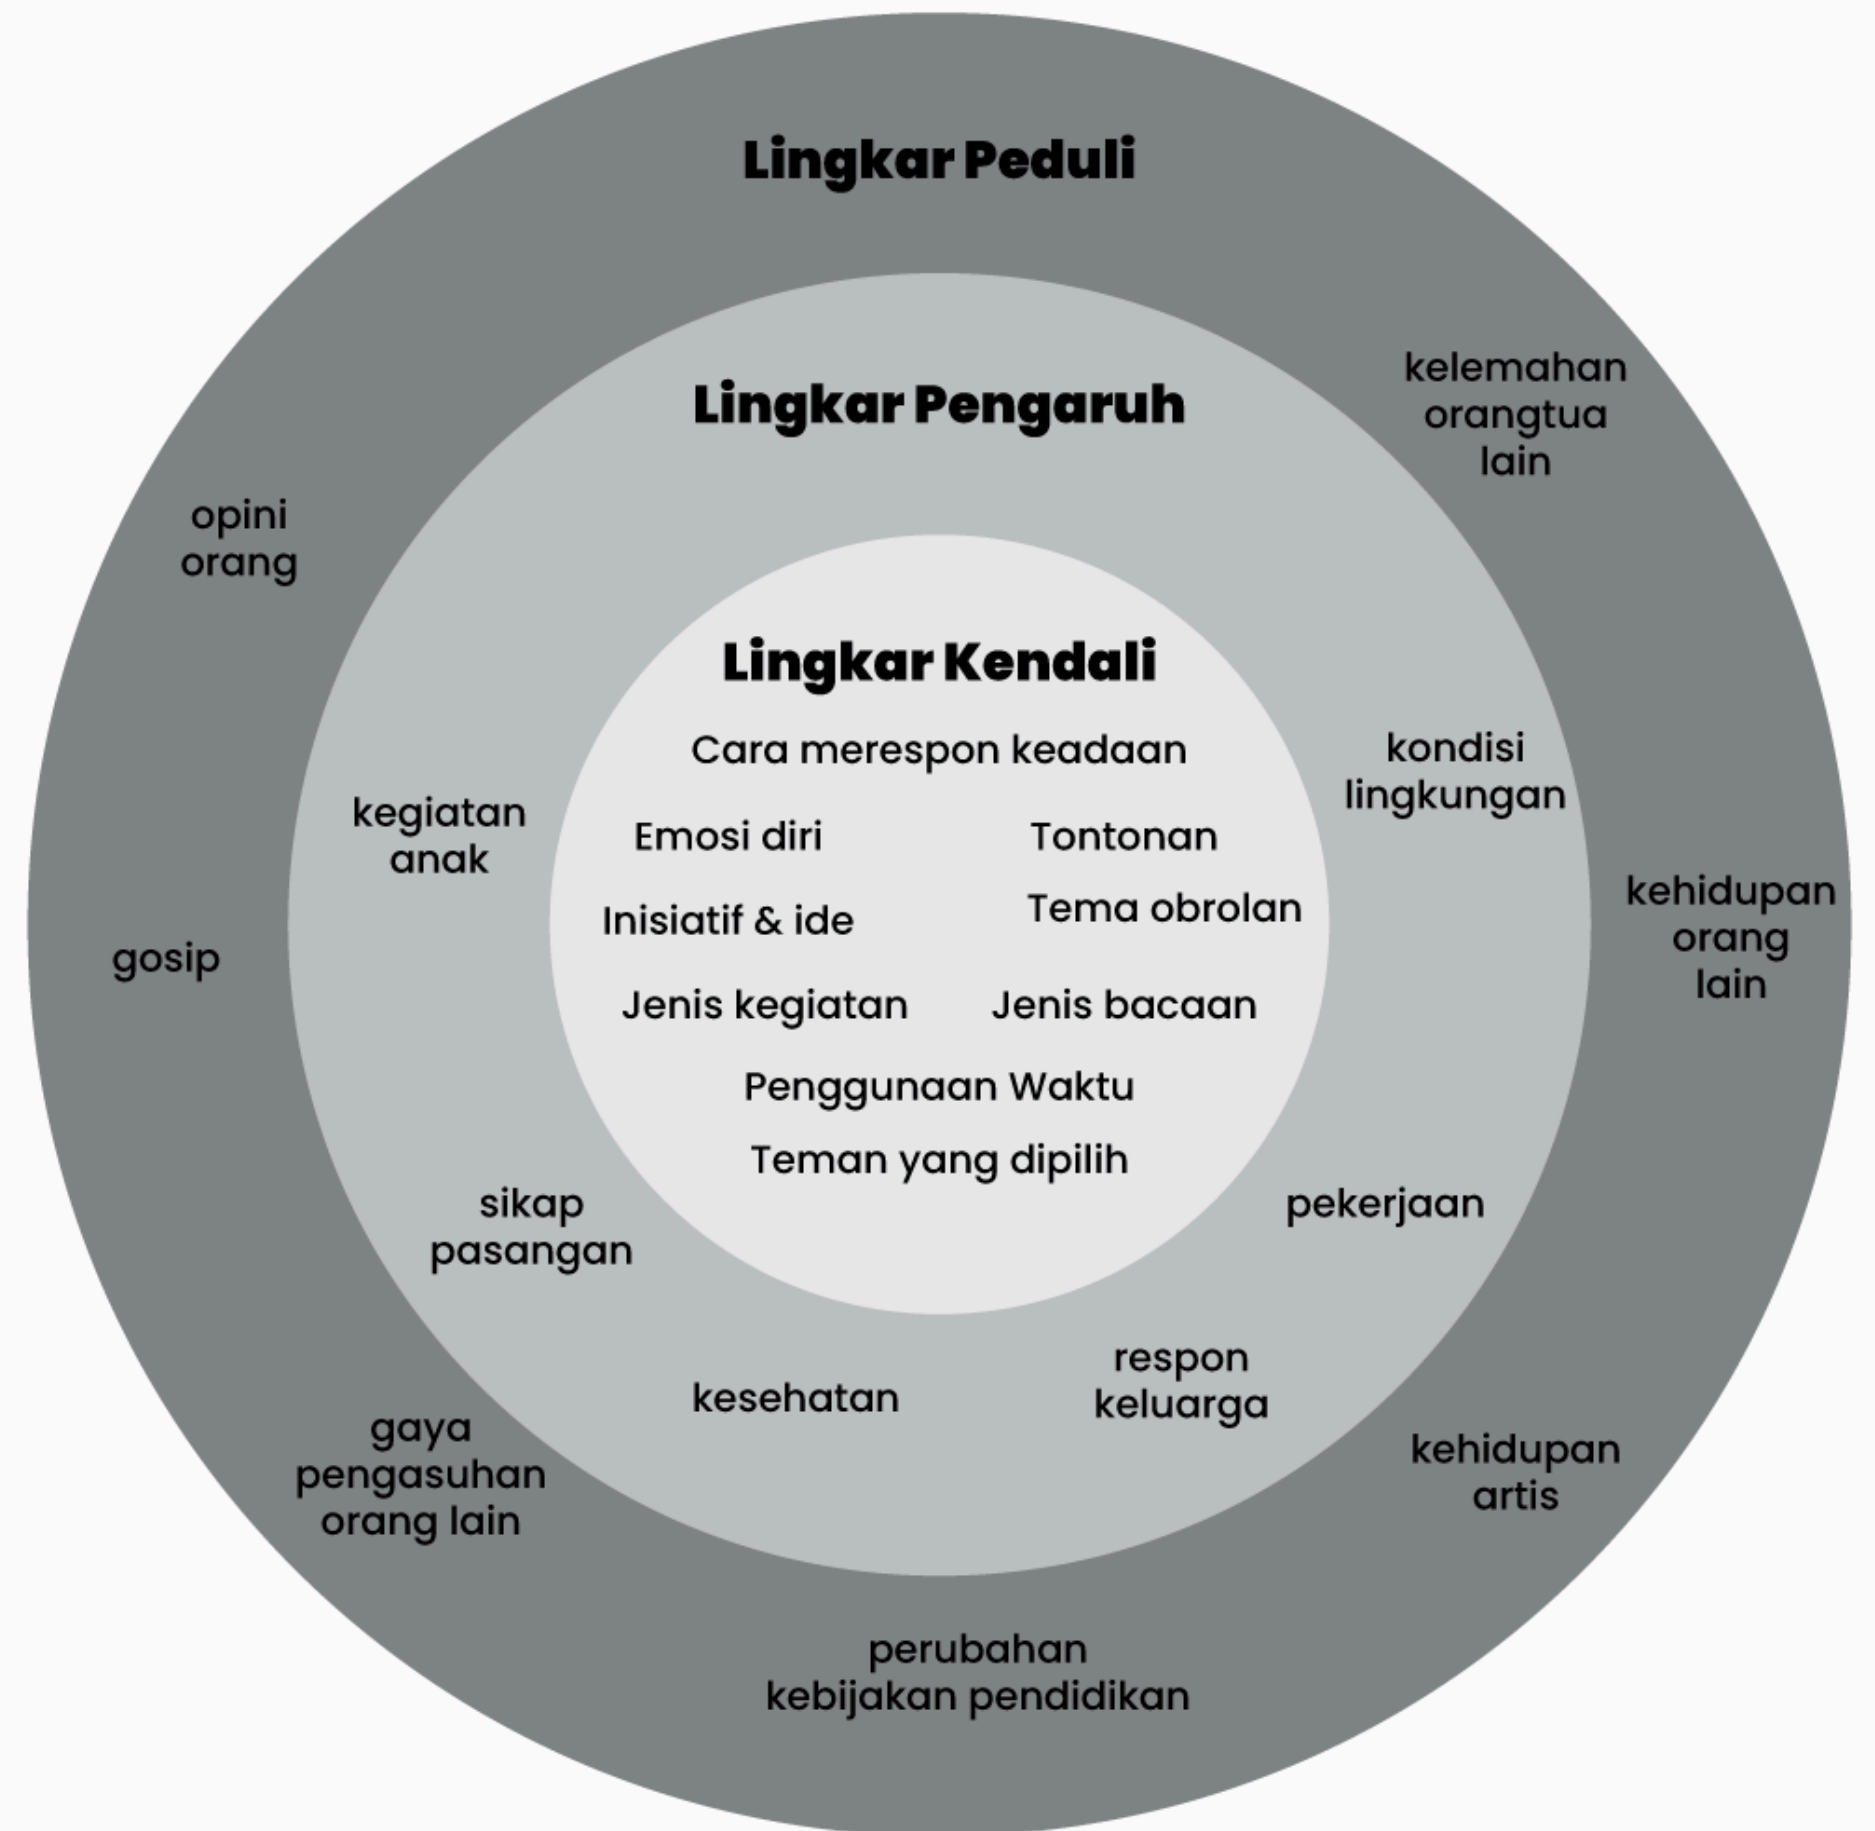 Lingkar Peduli
kelemahan
orangtua
lain
opini
orang
gosip
kehidupan
orang
lain
gaya
pengasuhan
orang lain
kehidupan
artis
perubahan
kebijakan pendidikan
Lingkar Pengaruh
kegiatan
anak
kondisi
lingkungan
sikap
pasangan
pekerjaan
kesehatan
respon
keluarga
Lingkar Kendali
Cara merespon keadaan
Emosi diri
Tontonan
Inisiatif & ide
Tema obrolan
Jenis kegiatan
Jenis bacaan
Penggunaan Waktu
Teman yang dipilih